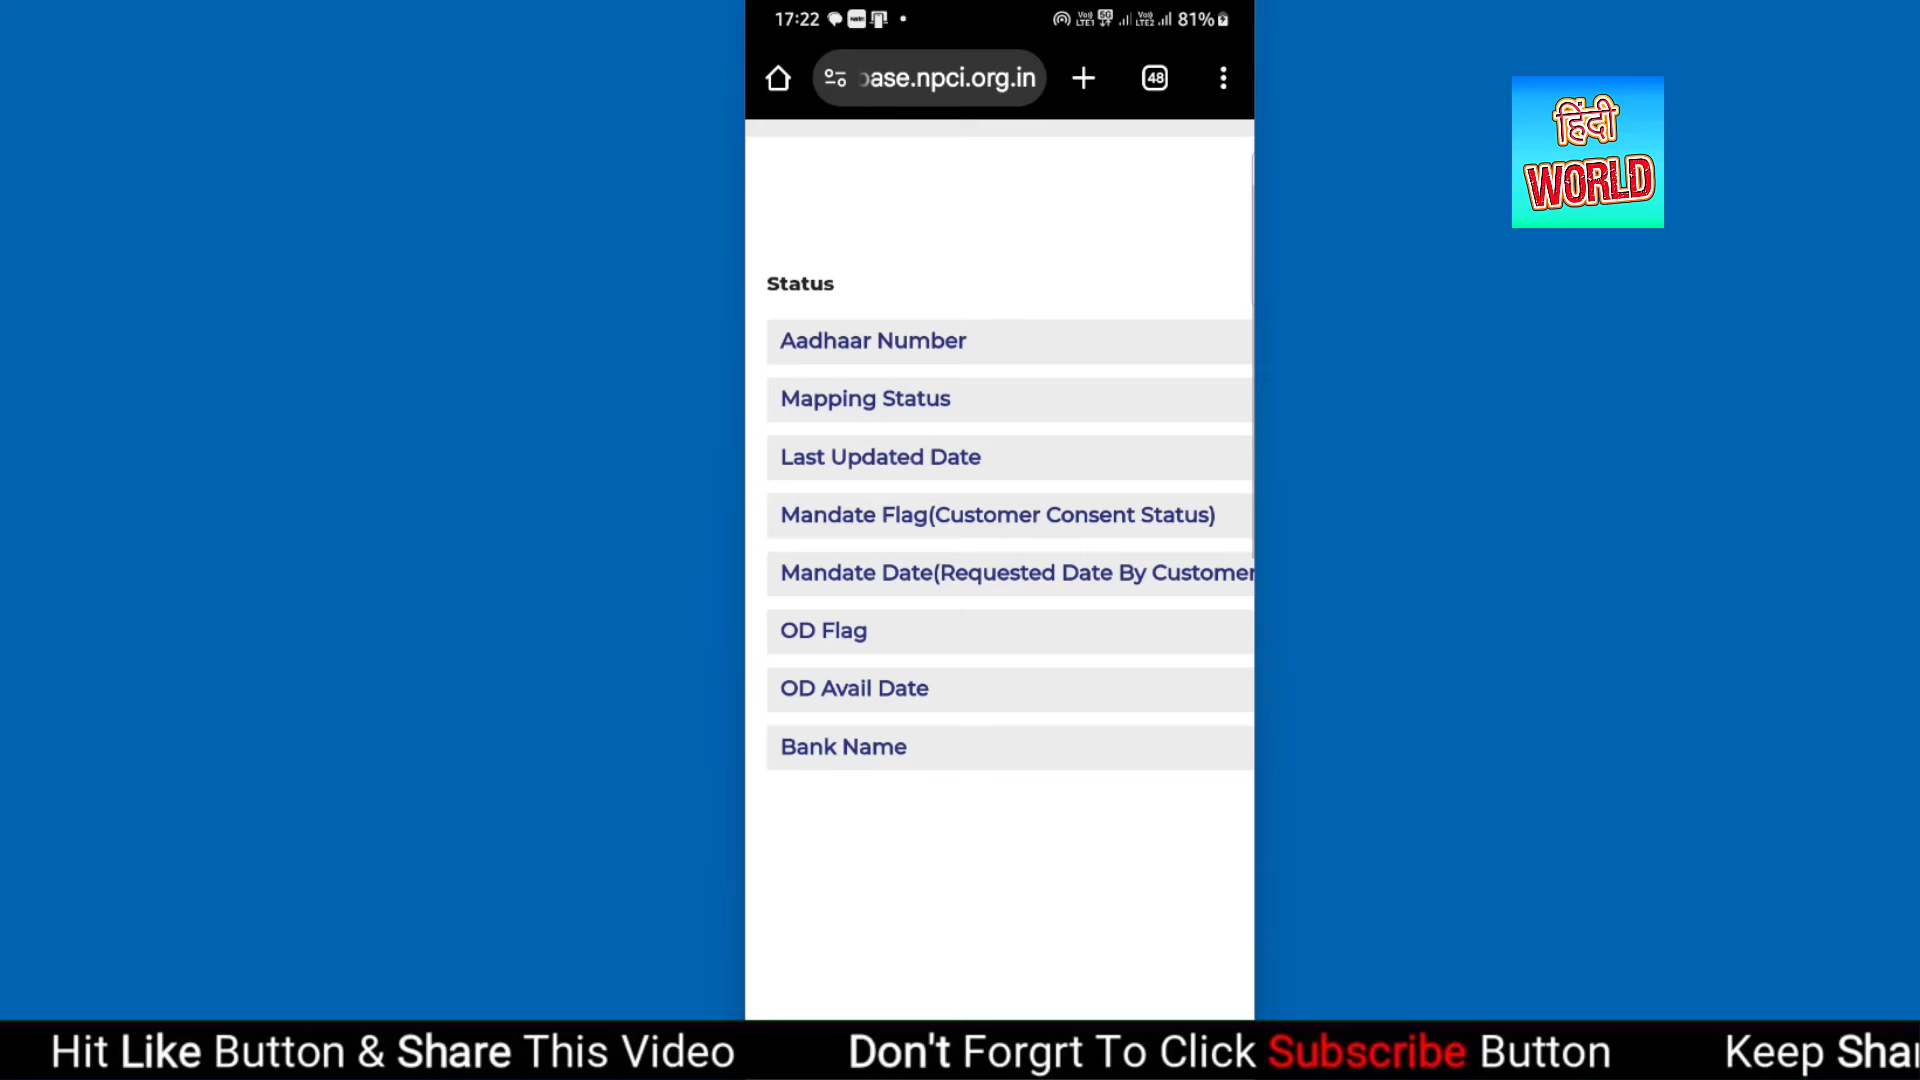 17:22
81%
base.npci.org.in
48
हिंदी
WORLD
Status
Aadhaar Number
Mapping Status
Last Updated Date
Mandate Flag(Customer Consent Status)
Mandate Date(Requested Date By Customer
OD Flag
OD Avail Date
Bank Name
Hit Like Button & Share This Video Don't Forgrt To Click Subscribe Button Keep Shar